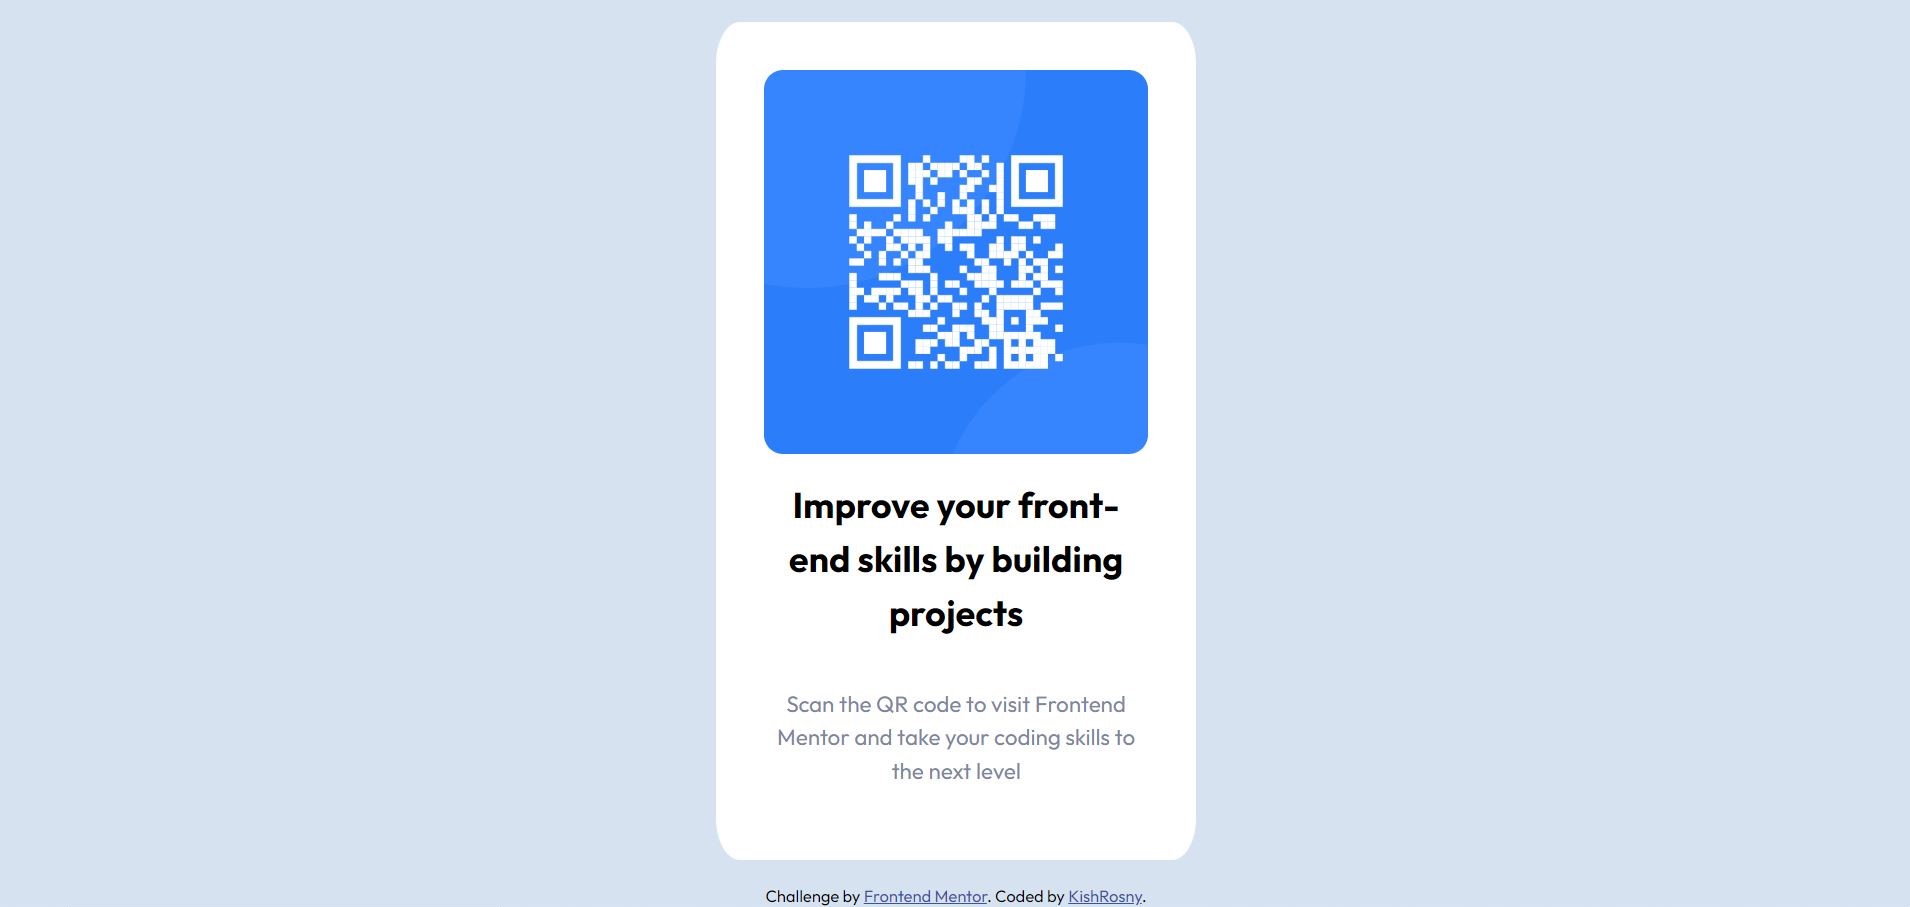 Improve your front-
end skills by building
projects
Scan the QR code to visit Frontend
Mentor and take your coding skills to
the next level
Challenge by Frontend Mentor. Coded by KishRosny.